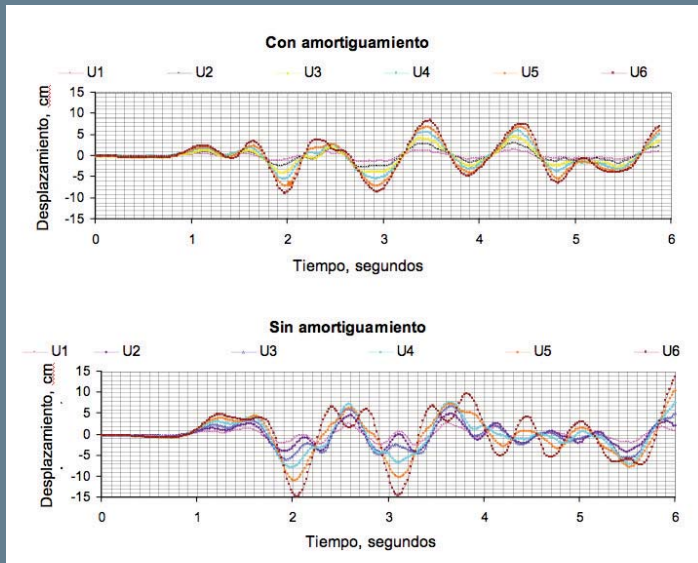 Con amortiguamiento
U1 U2 U3 U4 U5 U6
Desplazamiento, cm
15
10
5
0
-5
-10
-15
0 1 2 3 4 5 6
Tiempo, segundos
Sin amortiguamiento
U1 U2 U3 U4 U5 U6
Desplazamiento, cm
15
10
5
0
-5
-10
-15
0 1 2 3 4 5 6
Tiempo, segundos